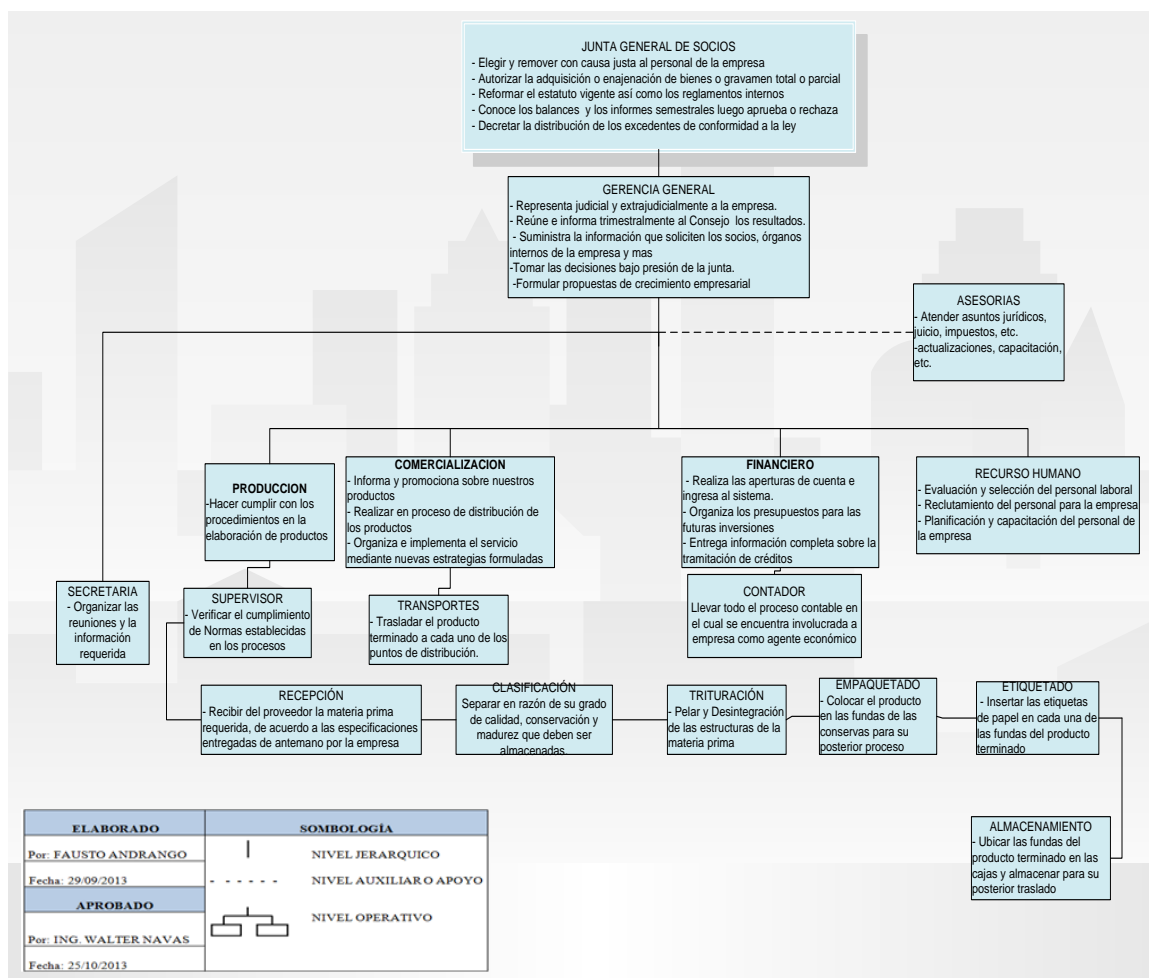 JUNTA GENERAL DE SOCIOS
- Elegir y remover con causa justa al personal de la empresa
- Autorizar la adquisición o enajenación de bienes o gravamen total o parcial
- Reformar el estatuto vigente así como los reglamentos internos
- Conoce los balances y los informes semestrales luego aprueba o rechaza
- Decretar la distribución de los excedentes de conformidad a la ley
GERENCIA GENERAL
- Representa judicial y extrajudicialmente a la empresa.
- Reúne e informa trimestralmente al Consejo los resultados.
- Suministra la información que soliciten los socios, órganos
internos de la empresa y mas
-Tomar las decisiones bajo presión de la junta.
-Formular propuestas de crecimiento empresarial
ASESORIAS
- Atender asuntos jurídicos,
juicio, impuestos, etc.
-actualizaciones, capacitación,
etc.
PRODUCCION
-Hacer cumplir con los
procedimientos en la
elaboración de productos
COMERCIALIZACION
- Informa y promociona sobre nuestros
productos
- Realizar en proceso de distribución de
los productos
- Organiza e implementa el servicio
mediante nuevas estrategias formuladas
FINANCIERO
- Realiza las aperturas de cuenta e
ingresa al sistema.
- Organiza los presupuestos para las
futuras inversiones
- Entrega información completa sobre la
tramitación de créditos
RECURSO HUMANO
- Evaluación y selección del personal laboral
- Reclutamiento del personal para la empresa
- Planificación y capacitación del personal de
la empresa
SECRETARIA
- Organizar las
reuniones y la
información
requerida
SUPERVISOR
- Verificar el cumplimiento
de Normas establecidas
en los procesos
TRANSPORTES
- Trasladar el producto
terminado a cada uno de los
puntos de distribución.
CONTADOR
Llevar todo el proceso contable en
el cual se encuentra involucrada a
empresa como agente económico
RECEPCIÓN
- Recibir del proveedor la materia prima
requerida, de acuerdo a las especificaciones
entregadas de antemano por la empresa
CLASIFICACIÓN
Separar en razón de su grado
de calidad, conservación y
madurez que deben ser
almacenadas.
TRITURACIÓN
- Pelar y Desintegración
de las estructuras de la
materia prima
EMPAQUETADO
- Colocar el producto
en las fundas de las
conservas para su
posterior proceso
ETIQUETADO
- Insertar las etiquetas
de papel en cada una de
las fundas del producto
terminado
ALMACENAMIENTO
- Ubicar las fundas del
producto terminado en las
cajas y almacenar para su
posterior traslado
ELABORADO
Por: FAUSTO ANDRANGO
Fecha: 29/09/2013
APROBADO
Por: ING. WALTER NAVAS
Fecha: 25/10/2013
SOMBOLOGÍA
NIVEL JERARQUICO
NIVEL AUXILIAR O APOYO
NIVEL OPERATIVO